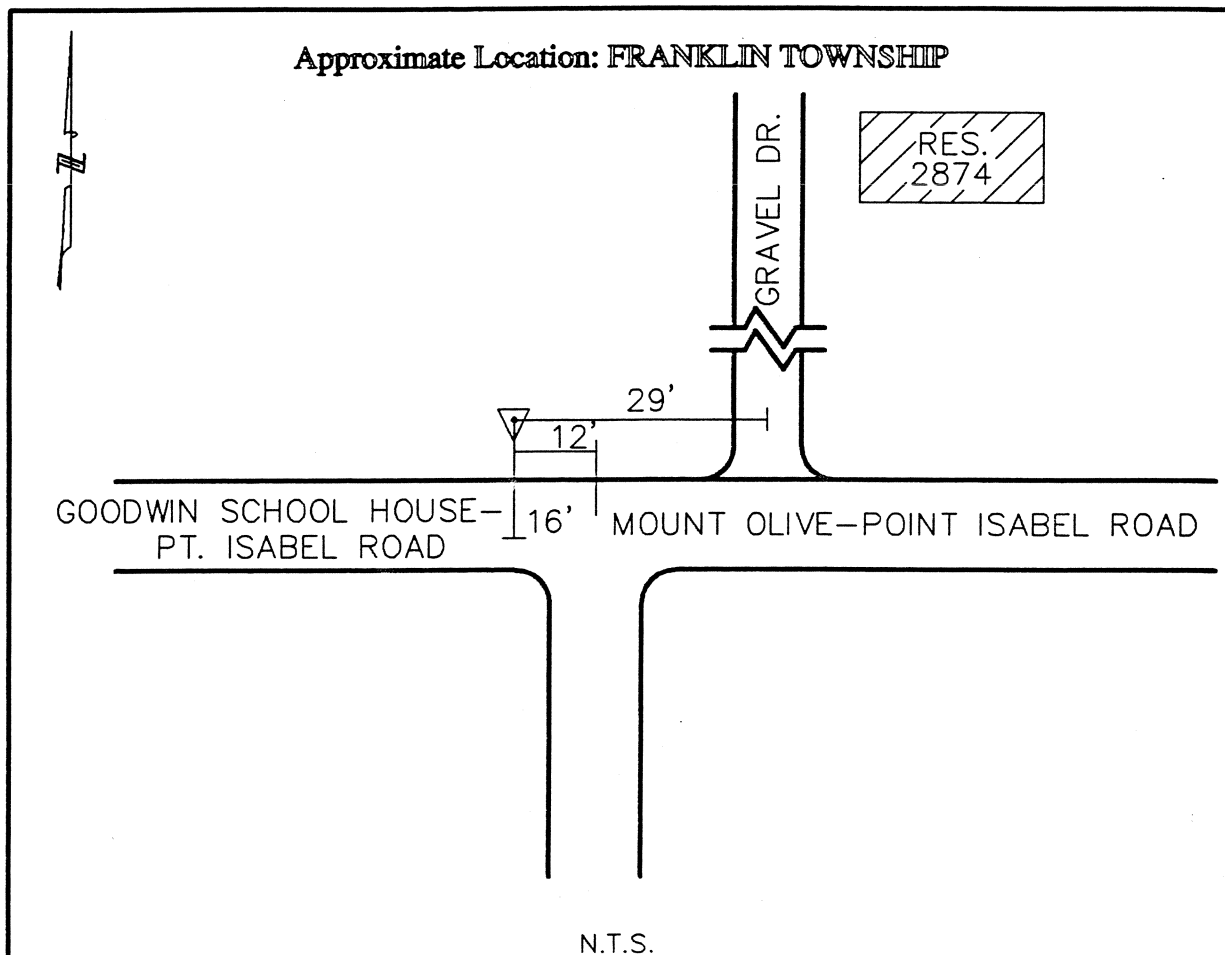 Approximate Location: FRANKLIN TOWNSHIP
N
GRAVEL DR.
RES.
2874
29'
12'
16'
GOODWIN SCHOOL HOUSE-
PT. ISABEL ROAD
MOUNT OLIVE-POINT ISABEL ROAD
N.T.S.